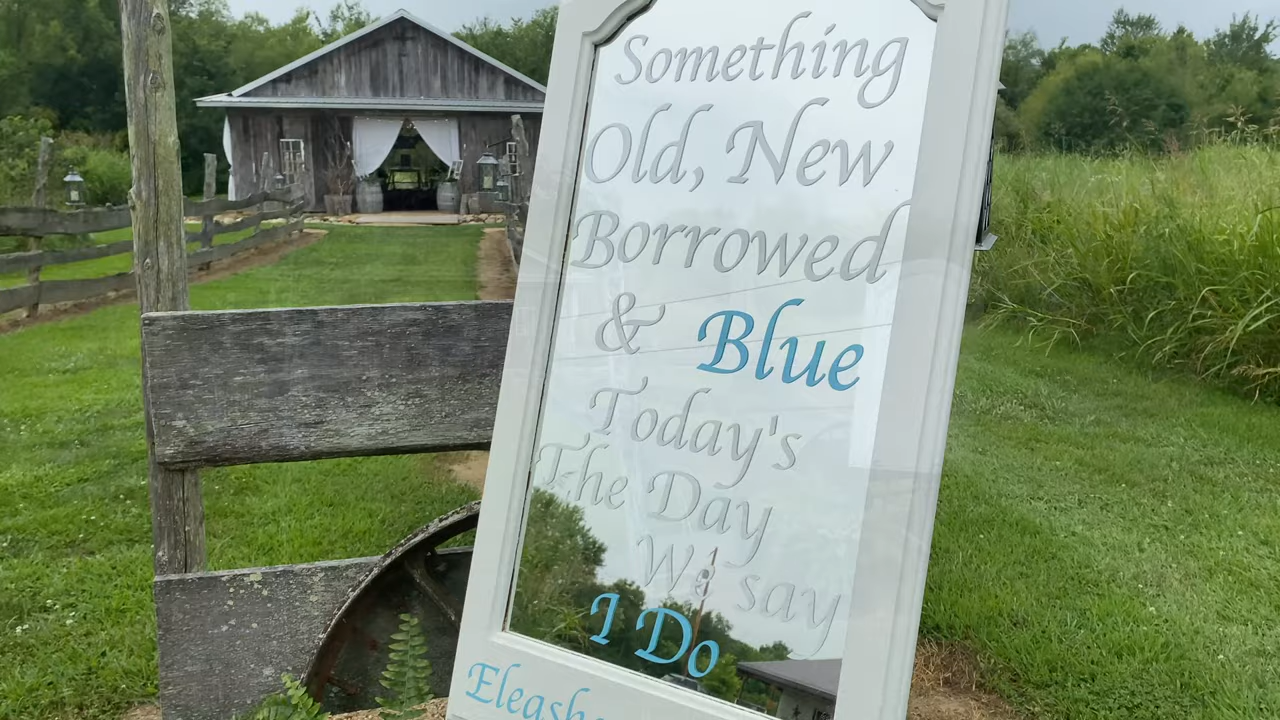 Something
Old, New
Borrowed
& Blue
Today's
The Day
We say
I Do